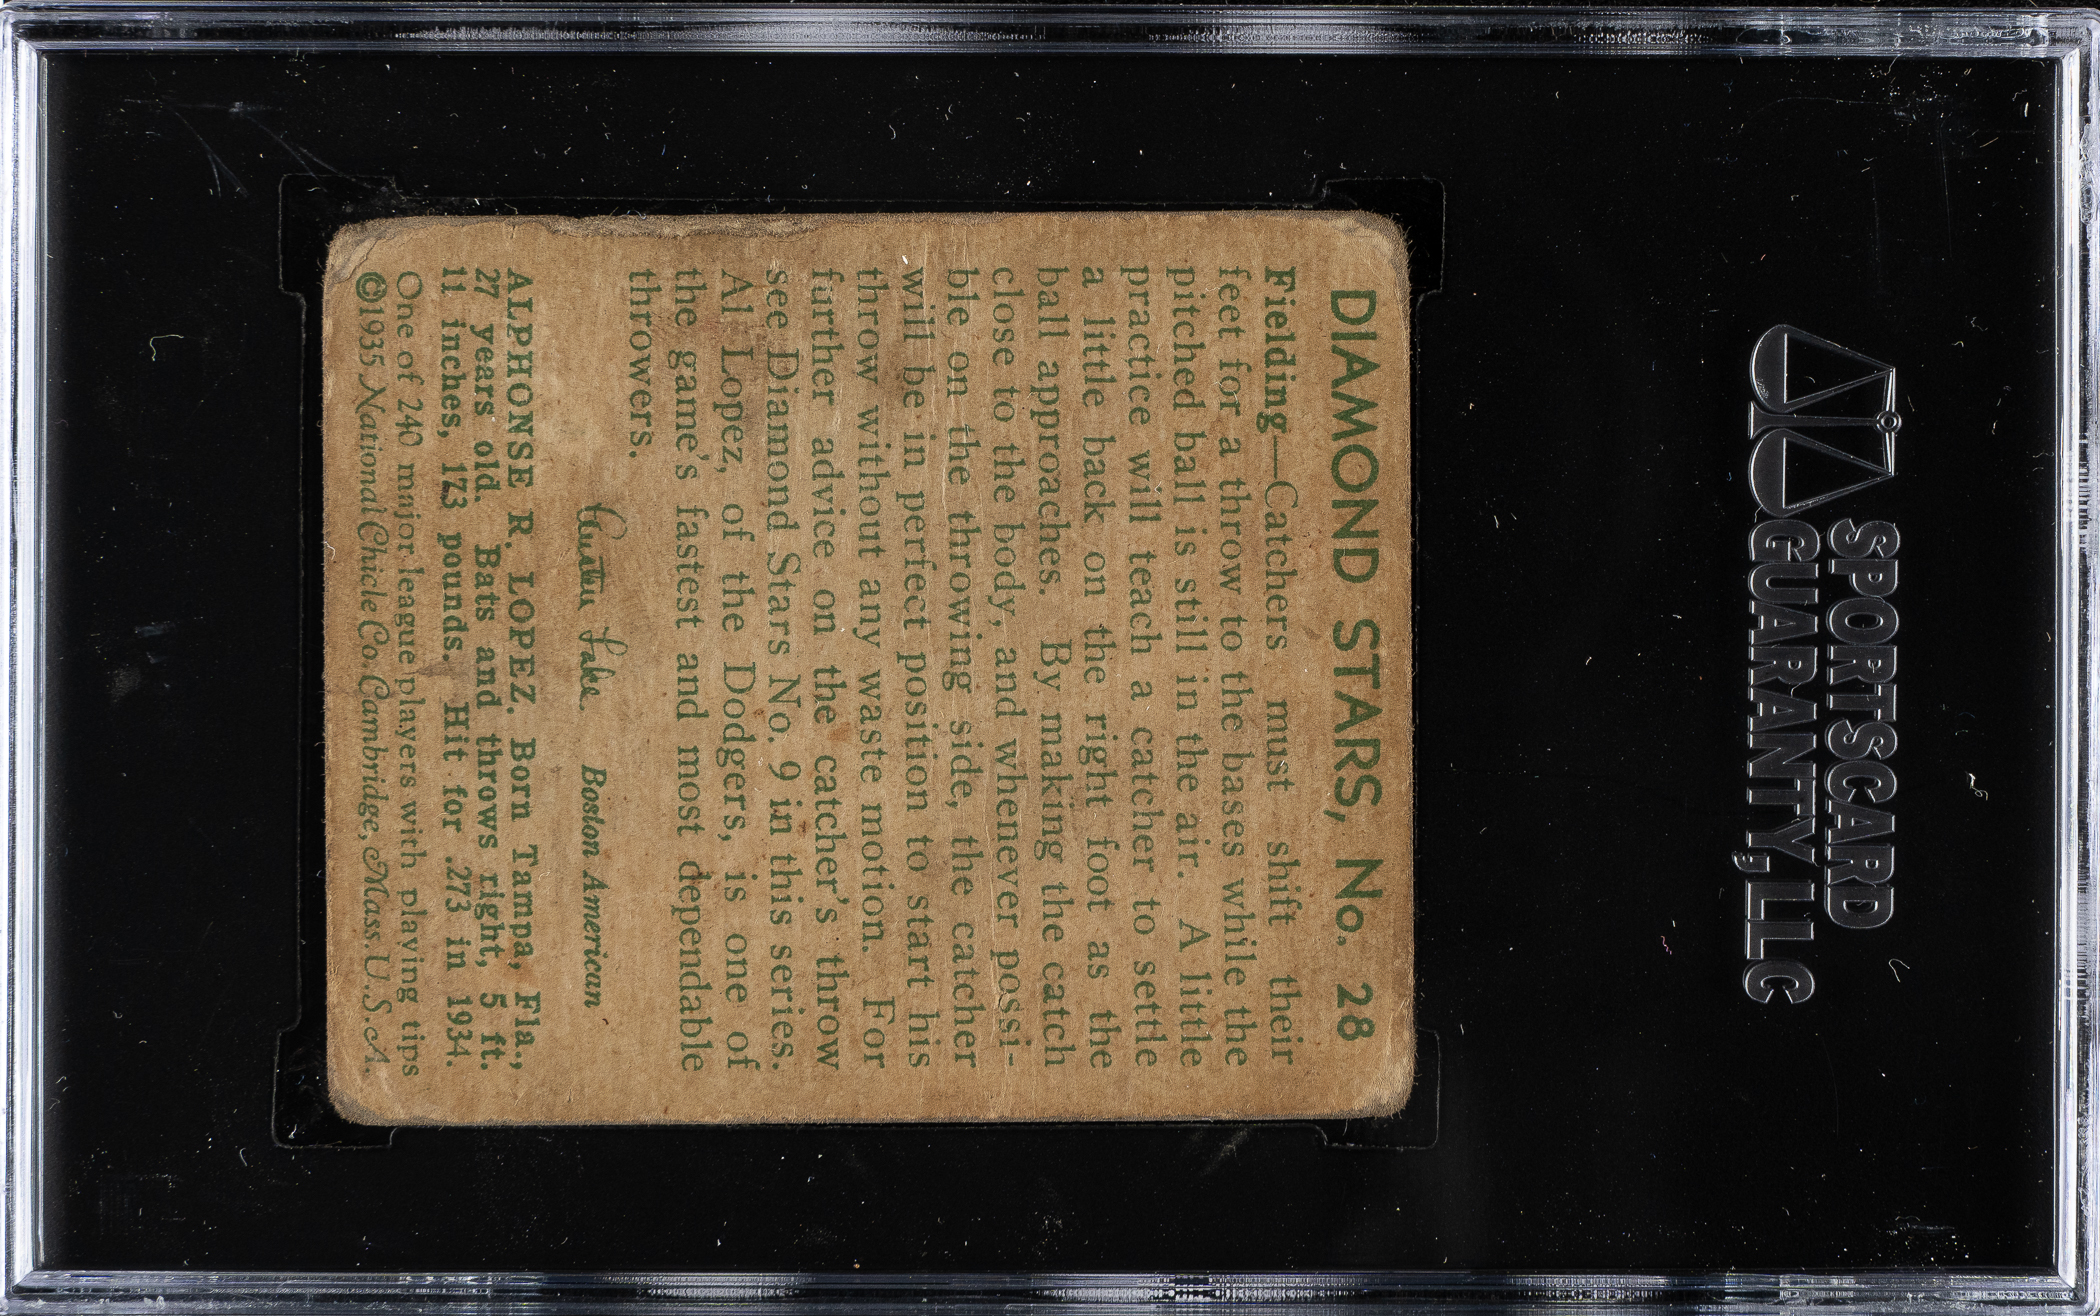 SPORTSCARD
GUARANTY, LLC
DIAMOND STARS, No. 28
Fielding—Catchers must shift their
feet for a throw to the bases while the
pitched ball is still in the air. A little
practice will teach a catcher to settle
a little back on the right foot as the
ball approaches. By making the catch
close to the body, and whenever possi-
ble on the throwing side, the catcher
will be in perfect position to start his
throw without any waste motion. For
further advice on the catcher's throw
see Diamond Stars No. 9 in this series.
Al Lopez, of the Dodgers, is one of
the game's fastest and most dependable
throwers.
Austin Lake. Boston American
ALPHONSE R. LOPEZ. Born Tampa, Fla.,
27 years old. Bats and throws right, 5 ft.
11 inches, 173 pounds. Hit for .273 in 1934.
One of 240 major league players with playing tips
©1935 National Chicle Co. Cambridge, Mass. U.S.A.